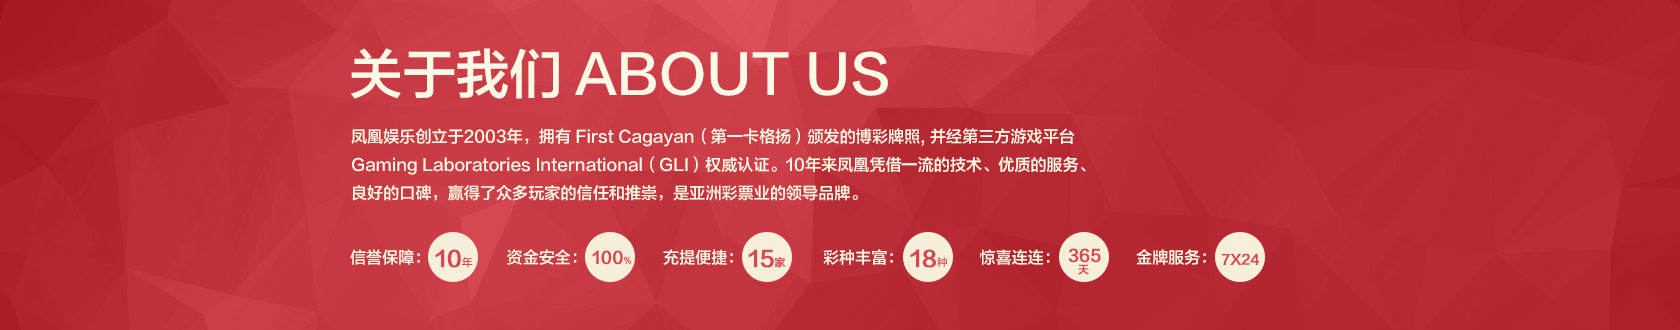 关于我们 ABOUT US
凤凰娱乐创立于2003年，拥有 First Cagayan（第一卡格扬）颁发的博彩牌照, 并经第三方游戏平台
Gaming Laboratories International（GLI）权威认证。10年来凤凰凭借一流的技术、优质的服务、
良好的口碑，赢得了众多玩家的信任和推崇，是亚洲彩票业的领导品牌。
信誉保障：10年 资金安全：100% 充提便捷：15家 彩种丰富：18种 惊喜连连：365天 金牌服务：7X24